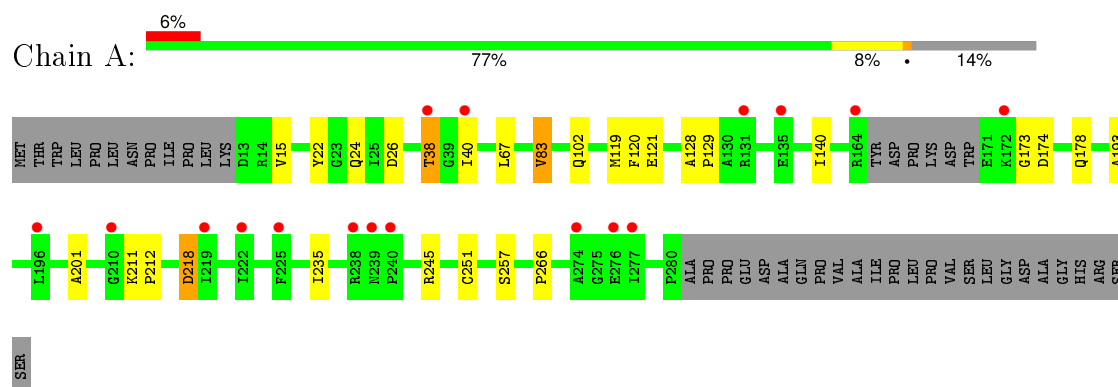 6%
Chain A:
77% 8% • 14%
MET THR TRP LEU PRO LEU ASN PRO ILE PRO LEU LYS D13 R14 V15 Y22 G23 Q24 I25 D26 T38 G39 I40 L67 V83 Q102 M119 F120 E121 A128 P129 A130 R131 E135 I140 R164 TYR ASP PRO LYS ASP TRP E171 K172 G173 D174 Q178 A193
L196 A201 G210 K211 P212 D218 I219 I222 F225 I235 R238 N239 P240 R245 C251 S257 P266 A274 G275 E276 I277 P280 ALA PRO PRO GLU ASP ALA GLN PRO VAL ALA ILE PRO LEU PRO VAL SER LEU GLY ASP ALA GLY HIS ARG SER
SER